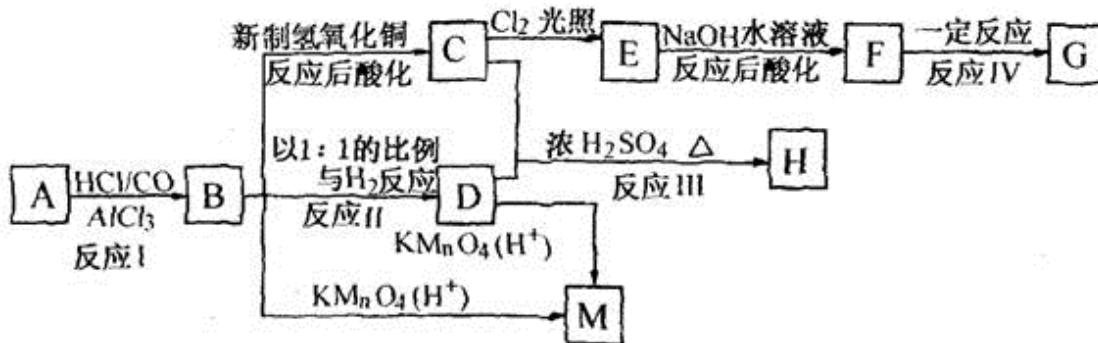 新制氢氧化铜
反应后酸化
C
Cl₂ 光照
E
NaOH水溶液
反应后酸化
F
一定反应
反应IV
G
A
HCl/CO
AlCl₃
反应I
B
以1:1的比例
与H₂反应
反应II
D
浓 H₂SO₄ △
反应III
H
KMnO₄(H⁺)
KMnO₄(H⁺)
M